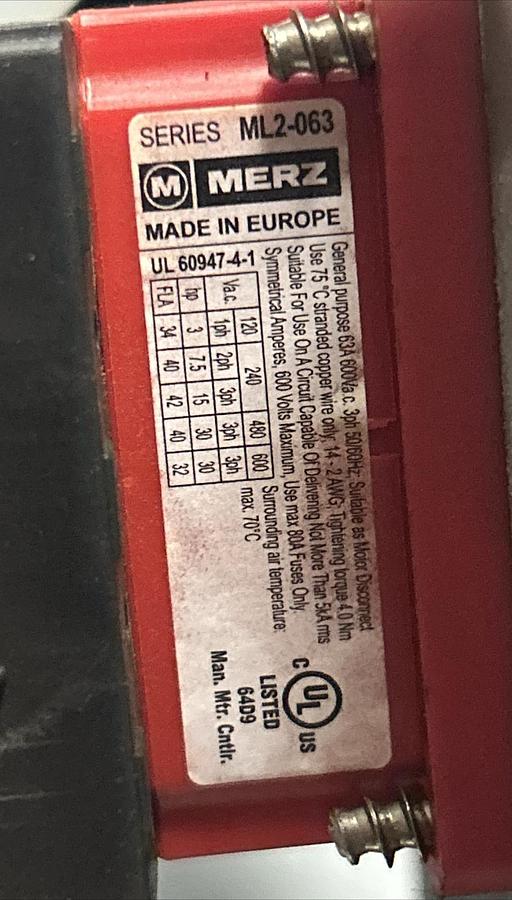 SERIES ML2-063
M MERZ
MADE IN EUROPE
UL 60947-4-1
General purpose 63A 600Va.c. 3ph 50/60Hz; Suitable as Motor Disconnect
Use 75 °C stranded copper wire only; 14 - 2 AWG; Tightening torque 4.0 Nm
Suitable For Use On A Circuit Capable Of Delivering Not More Than 5kA rms
Symmetrical Amperes, 600 Volts Maximum, Use max 80A Fuses Only.
Va.c. 120 240 480 600
1ph 2ph 3ph 3ph 3ph
hp 3 7.5 15 30 30
FLA 34 40 42 40 32
Surrounding air temperature:
max. 70°C
C UL US
LISTED
64D9
Man. Mtr. Cntlr.